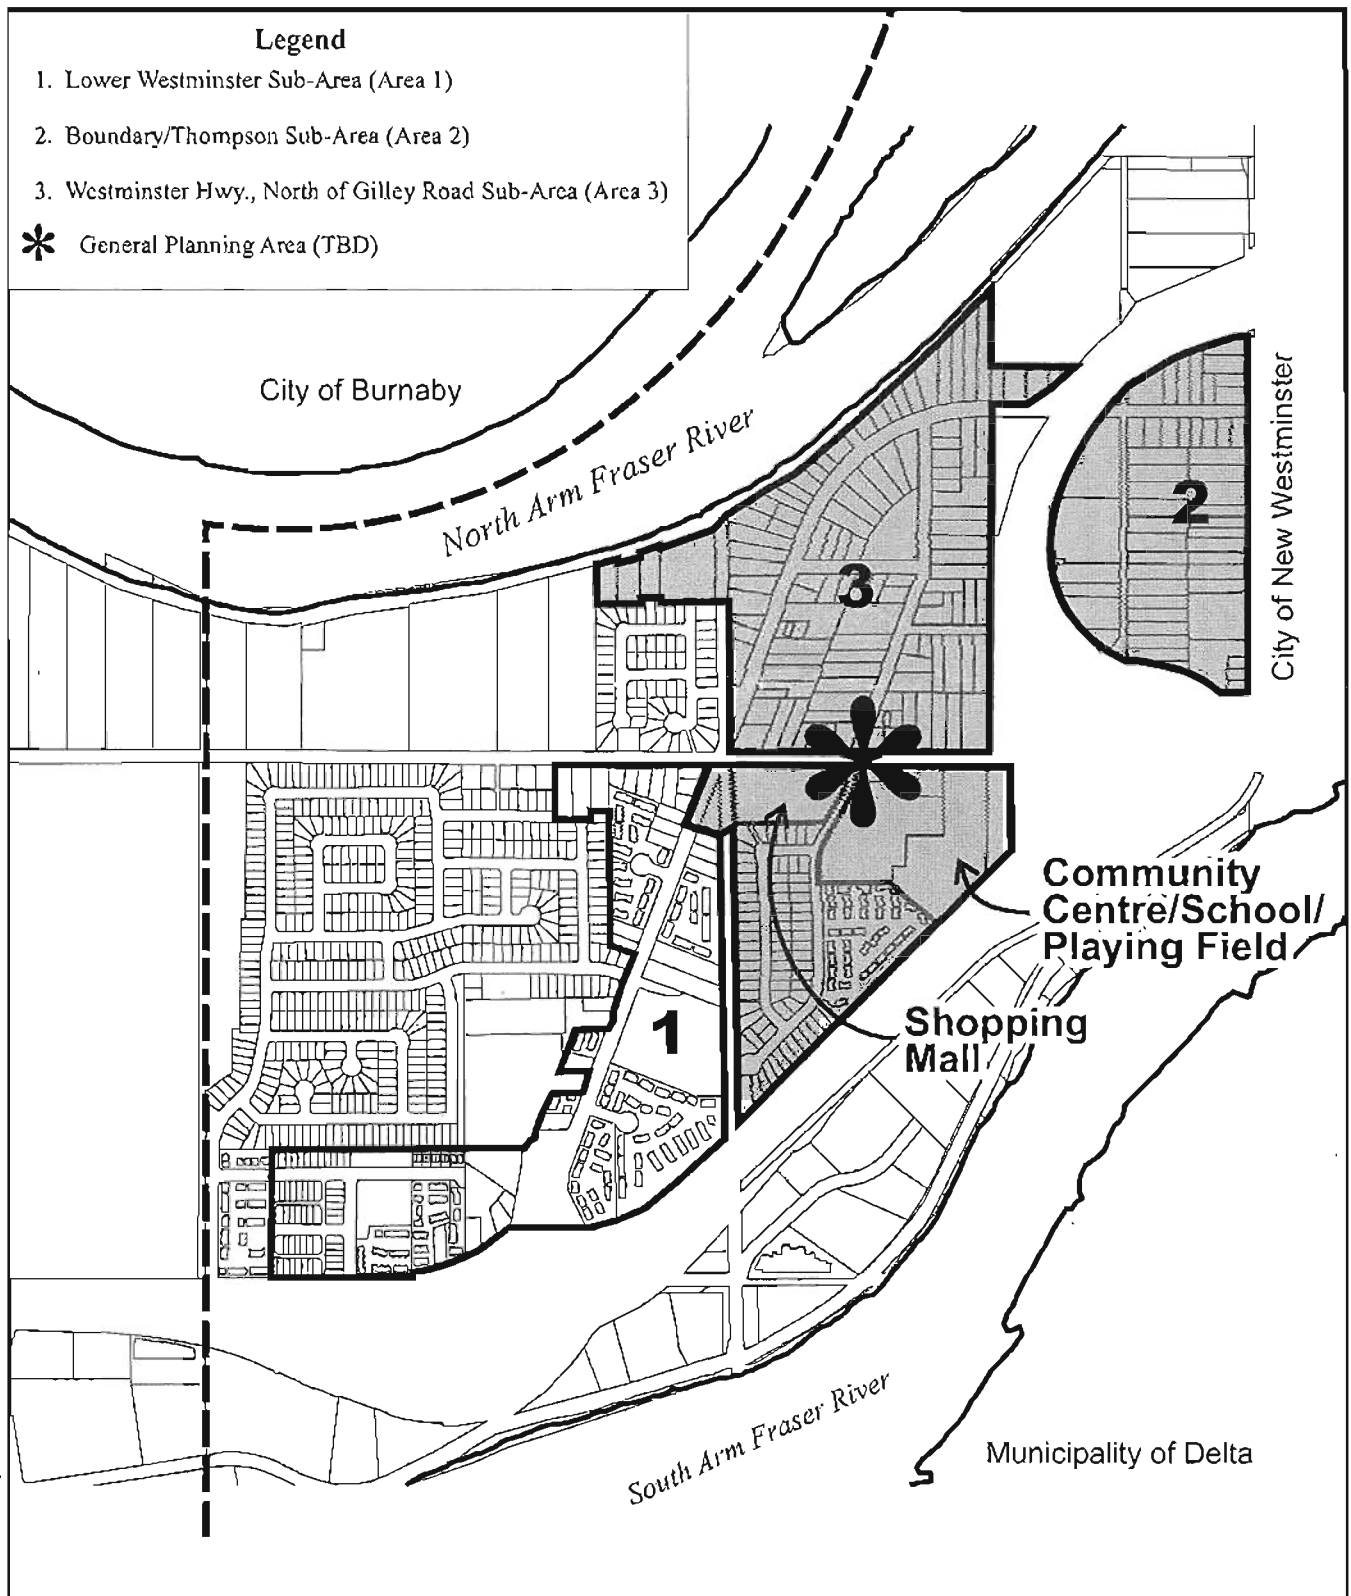 Legend
1. Lower Westminster Sub-Area (Area 1)
2. Boundary/Thompson Sub-Area (Area 2)
3. Westminster Hwy., North of Gilley Road Sub-Area (Area 3)
General Planning Area (TBD)
City of Burnaby
North Arm Fraser River
City of New Westminster
2
3
Community
Centre/School/
Playing Field
1
Shopping
Mall
South Arm Fraser River
Municipality of Delta